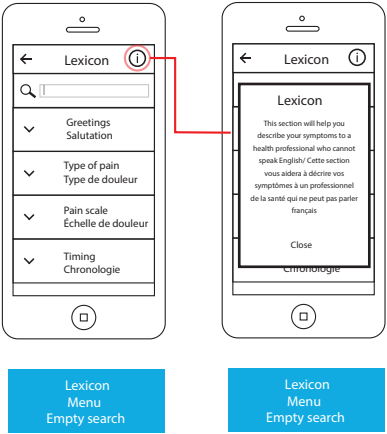 Lexicon
Greetings
Salutation
Type of pain
Type de douleur
Pain scale
Échelle de douleur
Timing
Chronologie
Lexicon
Menu
Empty search
Lexicon
Lexicon
This section will help you
describe your symptoms to a
health professional who cannot
speak English/ Cette section
vous aidera à décrire vos
symptômes à un professionnel
de la santé qui ne peut pas parler
français
Close
Chronologie
Lexicon
Menu
Empty search